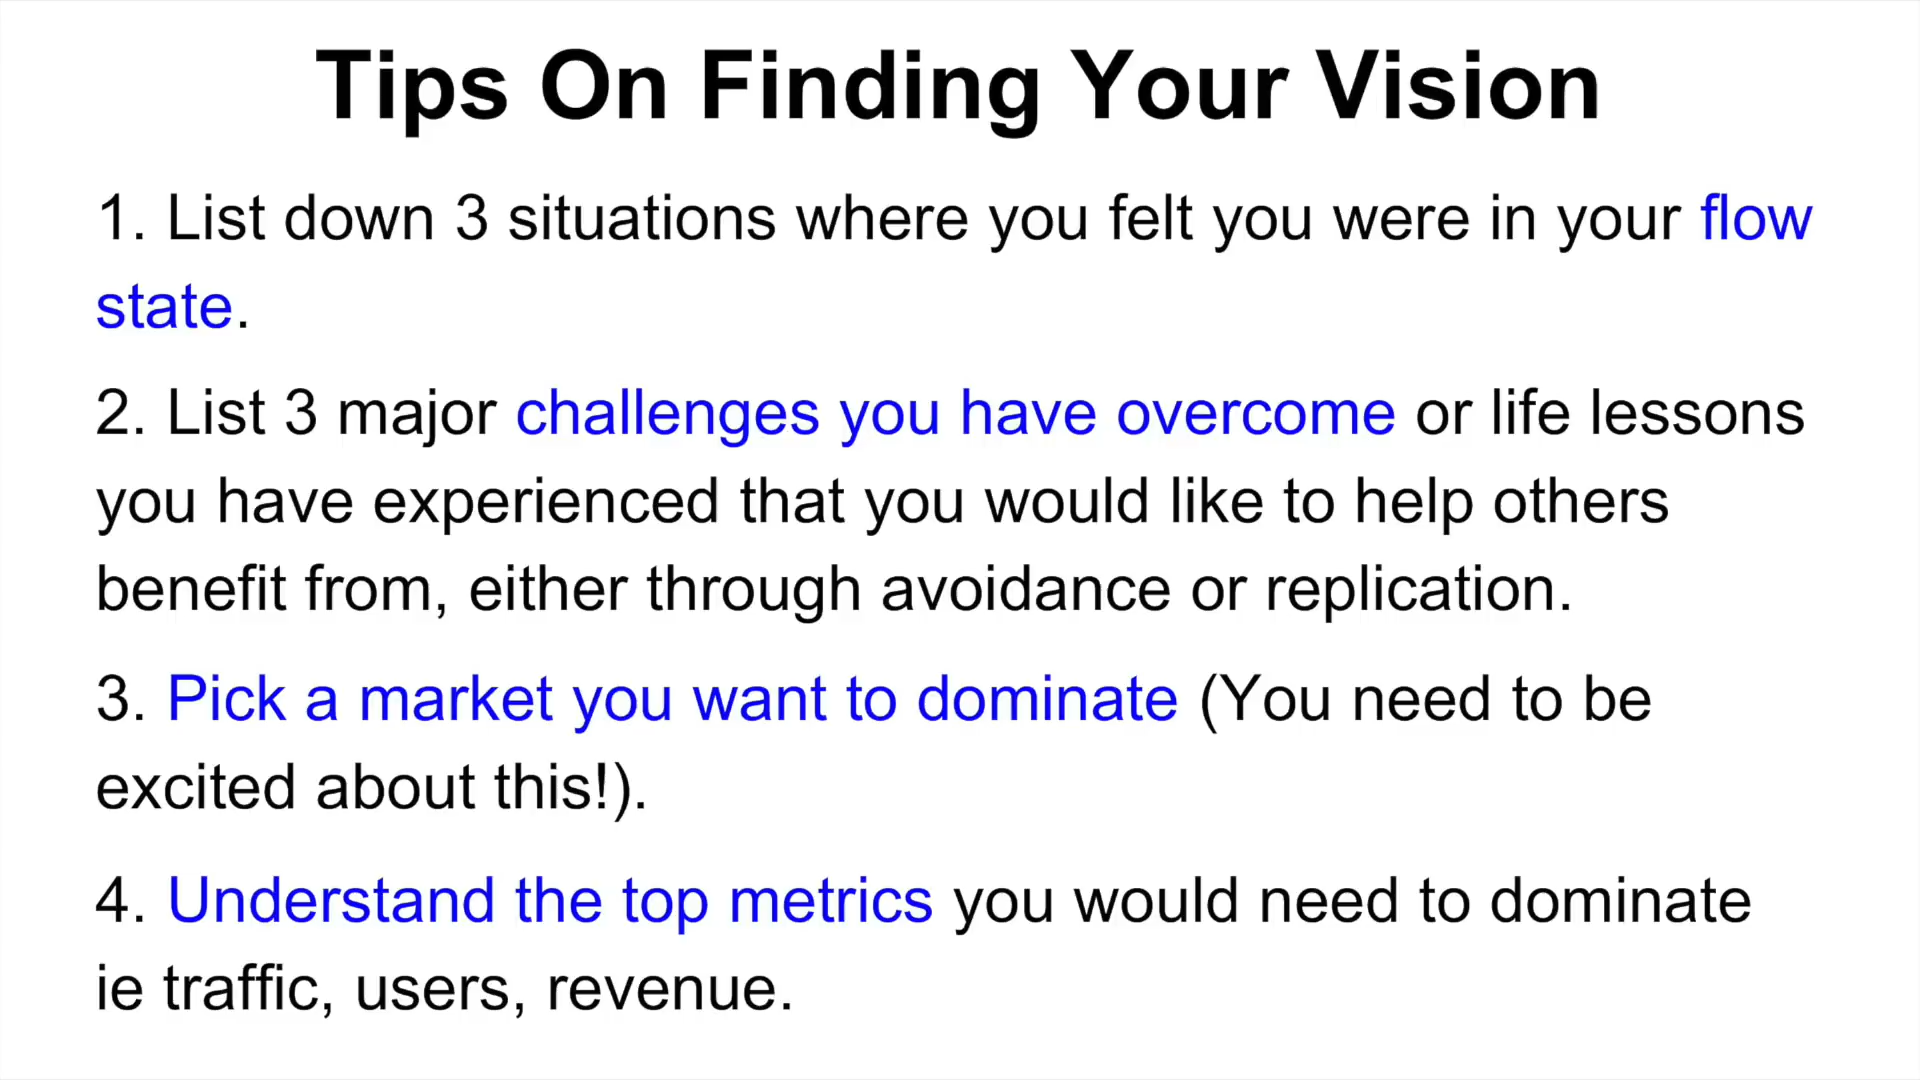 Tips On Finding Your Vision
1. List down 3 situations where you felt you were in your flow
state.
2. List 3 major challenges you have overcome or life lessons
you have experienced that you would like to help others
benefit from, either through avoidance or replication.
3. Pick a market you want to dominate (You need to be
excited about this!).
4. Understand the top metrics you would need to dominate
ie traffic, users, revenue.